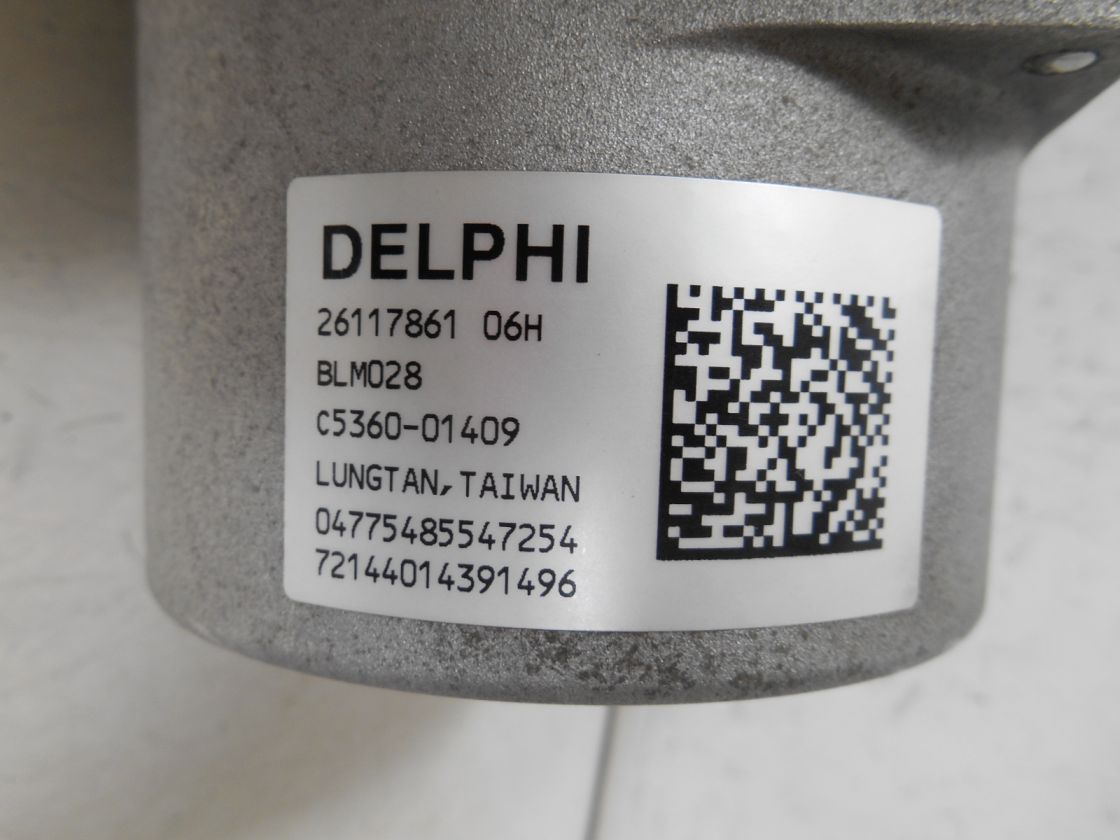 DELPHI
26117861 06H
BLM028
C5360-01409
LUNGTAN,TAIWAN
04775485547254
72144014391496